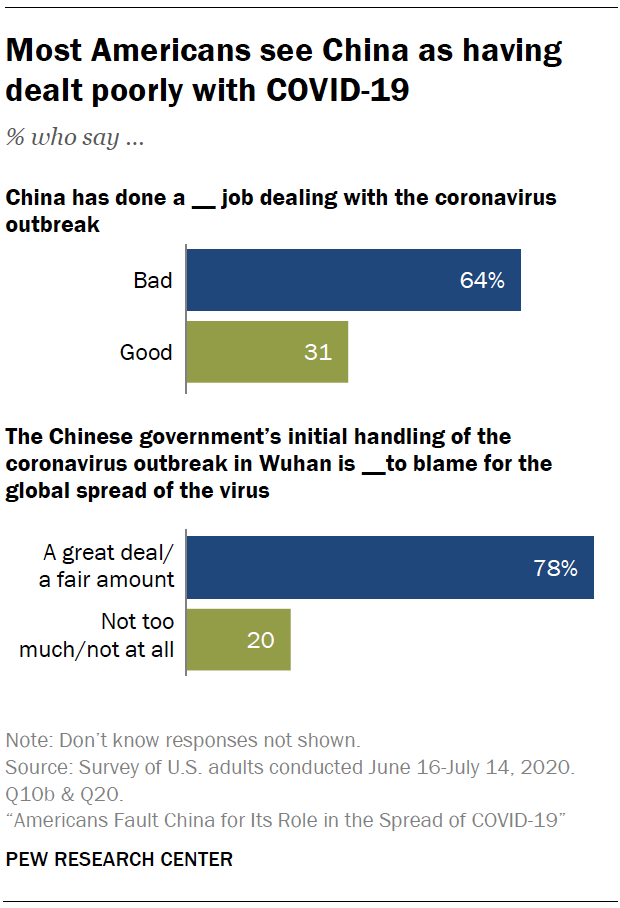 Most Americans see China as having
dealt poorly with COVID-19
% who say ...
China has done a __ job dealing with the coronavirus
outbreak
Bad
64%
Good
31
The Chinese government’s initial handling of the
coronavirus outbreak in Wuhan is __to blame for the
global spread of the virus
A great deal/
a fair amount
78%
Not too
much/not at all
20
Note: Don’t know responses not shown.
Source: Survey of U.S. adults conducted June 16-July 14, 2020.
Q10b & Q20.
“Americans Fault China for Its Role in the Spread of COVID-19”
PEW RESEARCH CENTER